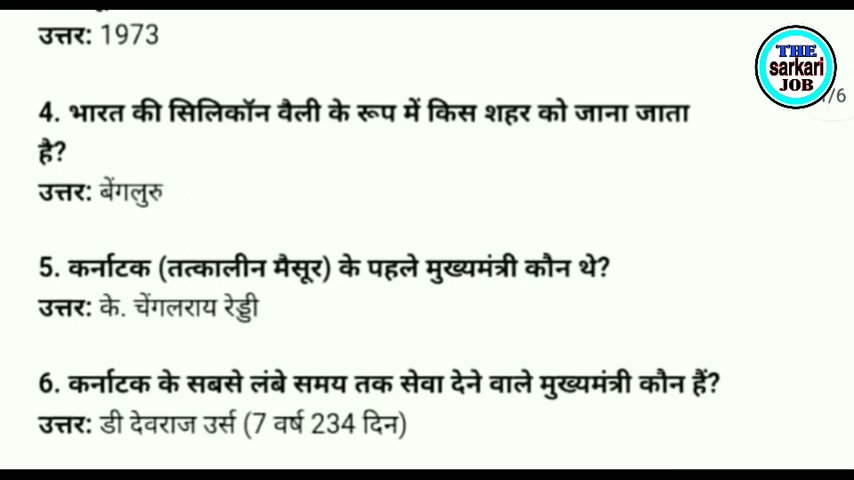 उत्तर: 1973
THE
sarkari
JOB
/6
4. भारत की सिलिकॉन वैली के रूप में किस शहर को जाना जाता
है?
उत्तर: बेंगलुरु
5. कर्नाटक (तत्कालीन मैसूर) के पहले मुख्यमंत्री कौन थे?
उत्तर: के. चेंगलराय रेड्डी
6. कर्नाटक के सबसे लंबे समय तक सेवा देने वाले मुख्यमंत्री कौन हैं?
उत्तर: डी देवराज उर्स (7 वर्ष 234 दिन)